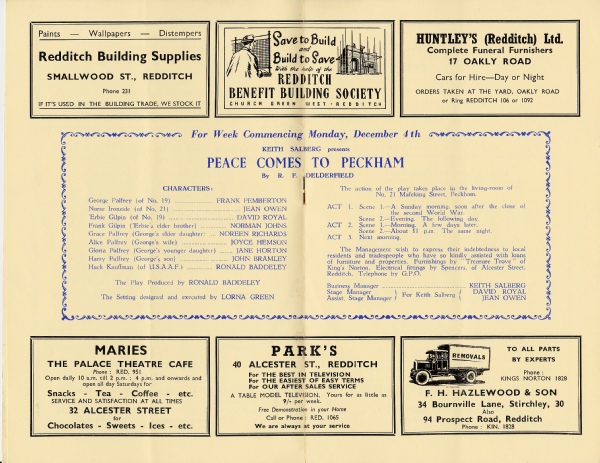 Paints — Wallpapers — Distempers
Redditch Building Supplies
SMALLWOOD ST., REDDITCH
Phone 231
IF IT'S USED IN THE BUILDING TRADE, WE STOCK IT
Save to Build
and
Build to Save
With the help of the
REDDITCH
BENEFIT BUILDING SOCIETY
CHURCH GREEN WEST · REDDITCH
HUNTLEY'S (Redditch) Ltd.
Complete Funeral Furnishers
17 OAKLY ROAD
Cars for Hire—Day or Night
ORDERS TAKEN AT THE YARD, OAKLY ROAD
or Ring REDDITCH 106 or 1092
For Week Commencing Monday, December 4th
KEITH SALBERG presents
PEACE COMES TO PECKHAM
By R. F. DELDERFIELD
CHARACTERS:
George Palfrey (of No. 19) FRANK PEMBERTON
Norse Ironside (of No. 21) JEAN OWEN
'Erbie Gilpin (of No. 19) DAVID ROYAL
Frank Gilpin ('Erbie's elder brother) NORMAN JOHNS
Grace Palfrey (George's elder daughter) NOREEN RICHARDS
Alice Palfrey (George's wife) JOYCE HEMSON
Gloria Palfrey (George's younger daughter) JANE HORTON
Harry Palfrey (George's son) JOHN BRAMLEY
Hack Kauffman (of U.S.A.A.F.) RONALD BADDELEY
The Play Produced by RONALD BADDELEY
The Setting designed and executed by LORNA GREEN
The action of the play takes place in the living-room of
No. 21 Mafeking Street, Peckham.
ACT 1. Scene 1.—A Sunday morning, soon after the close of
the second World War.
Scene 2.—Evening. The following day.
ACT 2. Scene 1.—Morning. A few days later.
Scene 2.—About 11 p.m. The same night.
ACT 3. Next morning.
The Management wish to express their indebtedness to local
residents and tradespeople who have so kindly assisted with loans
of furniture and properties. Furnishings by "Treasure Trove" of
King's Norton. Electrical fittings by Spencers, of Alcester Street,
Redditch. Telephone by G.P.O.
Business Manager KEITH SALBERG
Stage Manager } For Keith Salberg { DAVID ROYAL
Assist. Stage Manager JEAN OWEN
MARIES
THE PALACE THEATRE CAFE
Phone: RED. 951
Open daily 10 a.m. till 2 p.m.; 4 p.m. and onwards and
open all day Saturdays for
Snacks - Tea - Coffee - etc.
SERVICE AND SATISFACTION AT ALL TIMES
32 ALCESTER STREET
for
Chocolates - Sweets - Ices - etc.
PARK'S
40 ALCESTER ST., REDDITCH
For THE BEST IN TELEVISION
For THE EASIEST OF EASY TERMS
For OUR AFTER SALES SERVICE
A TABLE MODEL TELEVISION. Yours for as little as
9/- per week.
Free Demonstration in your Home
Call or Phone: RED. 1065
We are always at your service
REMOVALS
TO ALL PARTS
BY EXPERTS
Phone:
KINGS NORTON 1828
F. H. HAZLEWOOD & SON
34 Bournville Lane, Stirchley, 30
Also
94 Prospect Road, Redditch
Phone: KIN. 1828